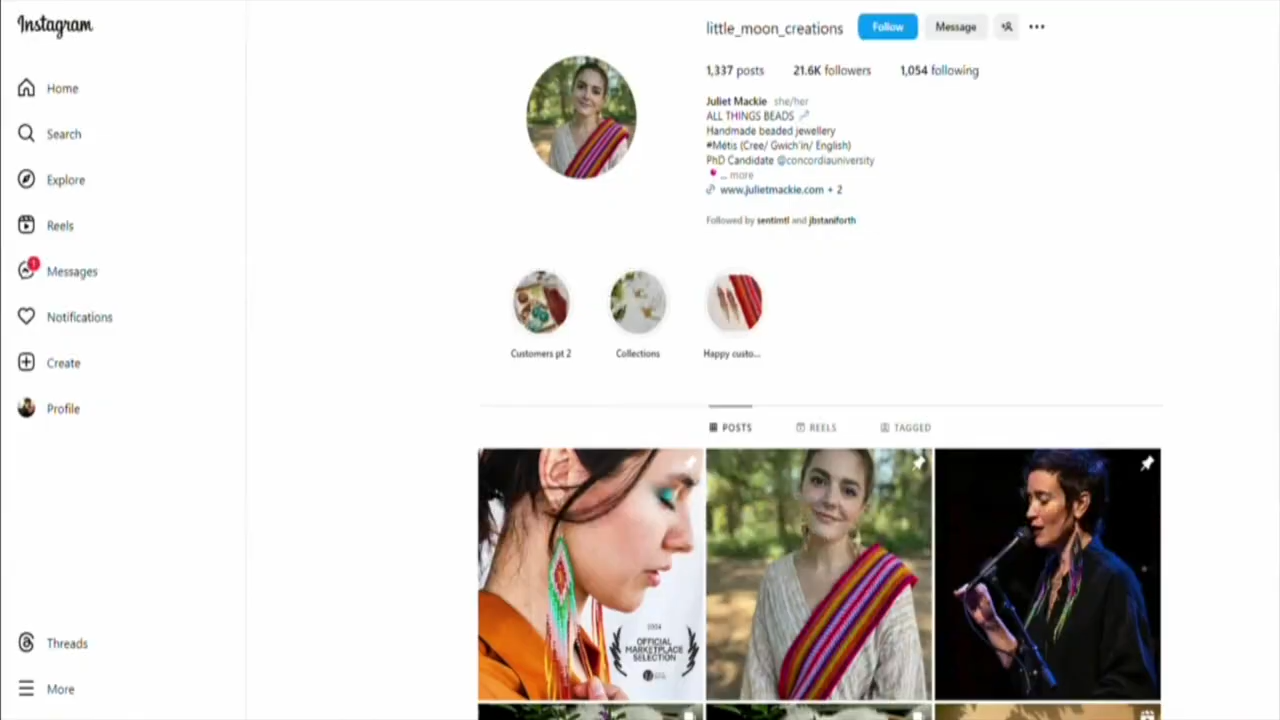 Instagram
Home
Search
Explore
Reels
1
Messages
Notifications
Create
Profile
Threads
More
little_moon_creations
Follow
Message
1,337 posts 21.6K followers 1,054 following
Juliet Mackie she/her
ALL THINGS BEADS
Handmade beaded jewellery
#Métis (Cree/ Gwich'in/ English)
PhD Candidate @concordiauniversity
... more
www.julietmackie.com + 2
Followed by sentimtl and jbstaniforth
Customers pt 2 Collections Happy custo...
POSTS REELS TAGGED
OFFICIAL
MARKETPLACE
SELECTION